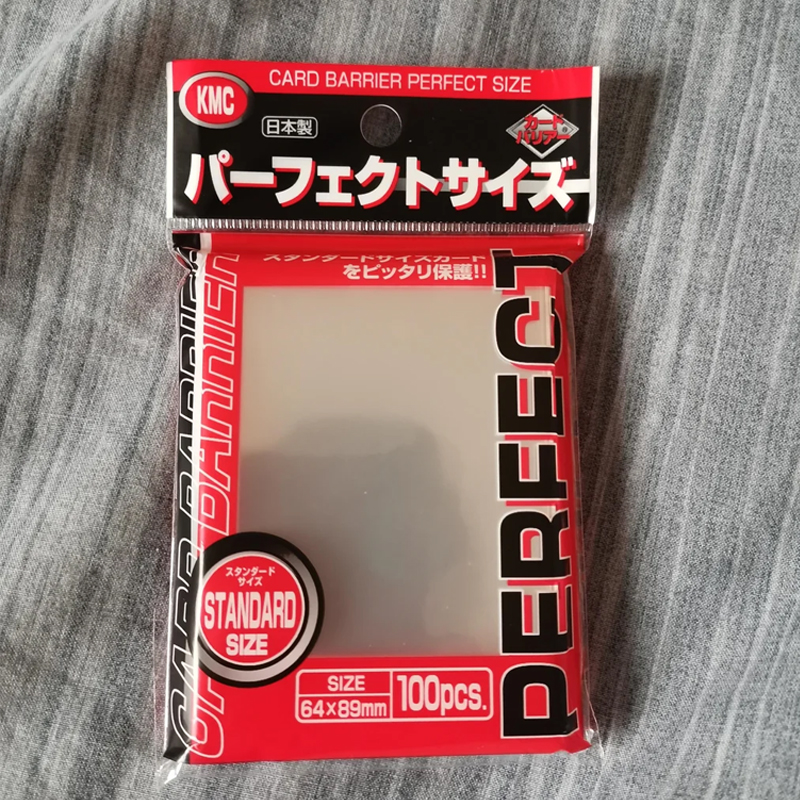 CARD BARRIER PERFECT SIZE
KMC
日本製
カード
バリアー
パーフェクトサイズ
スタンダードサイズカード
をピッタリ保護!!
PERFECT
CARD BARRIER
CARD BARRIER
スタンダード
サイズ
STANDARD
SIZE
SIZE
64×89mm
100pcs.